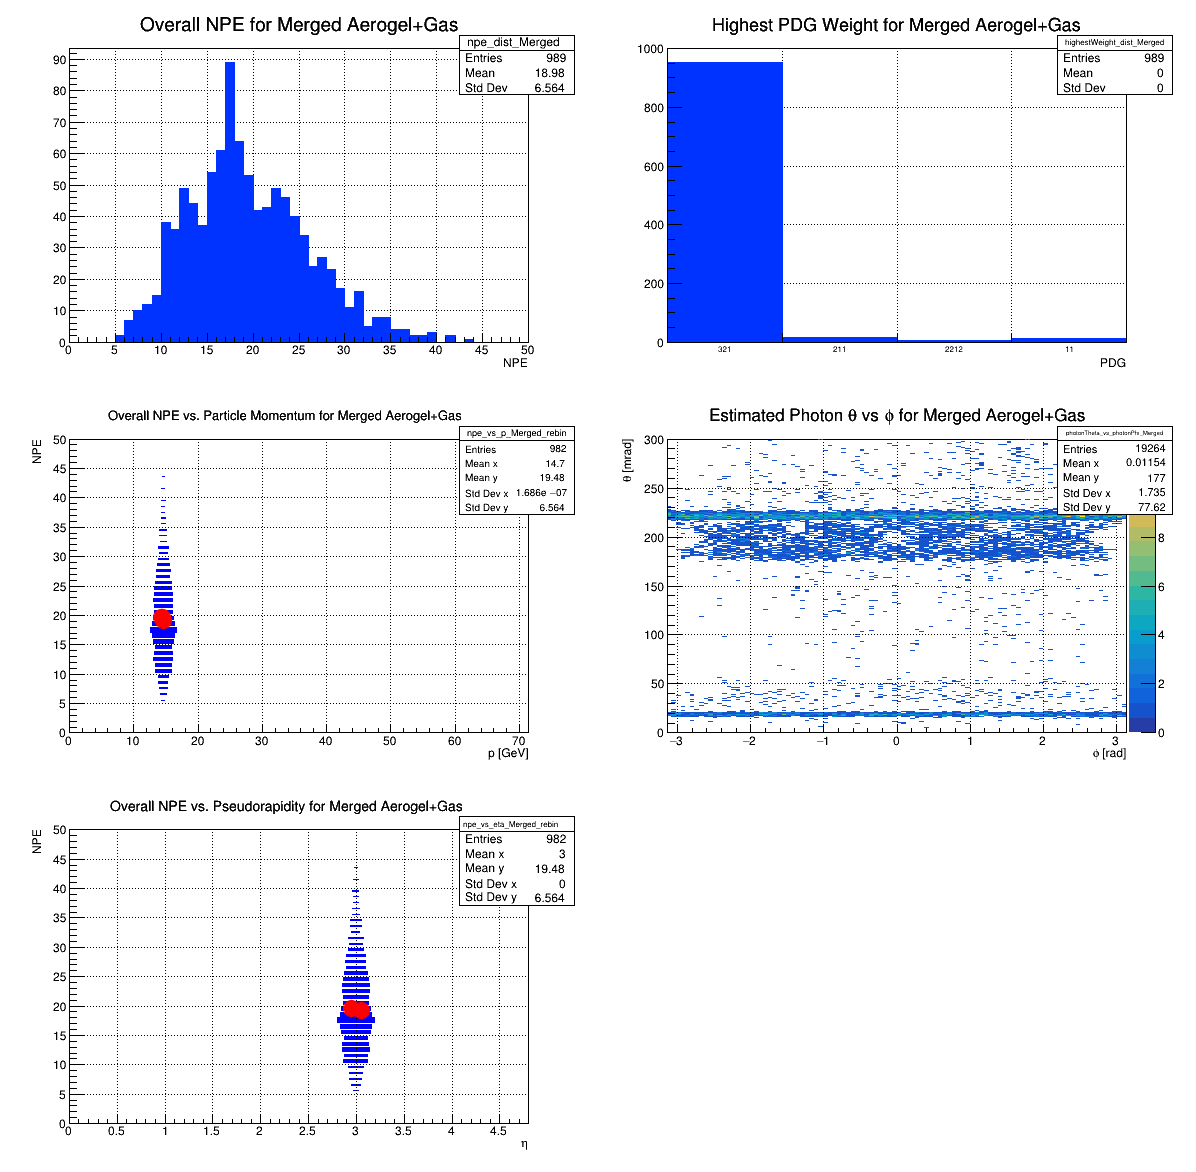 Overall NPE for Merged Aerogel+Gas
npe_dist_Merged
Entries 989
Mean 18.98
Std Dev 6.564
90
80
70
60
50
40
30
20
10
0
0 5 10 15 20 25 30 35 40 45 50
NPE
Highest PDG Weight for Merged Aerogel+Gas
highestWeight_dist_Merged
Entries 989
Mean 0
Std Dev 0
1000
800
600
400
200
0
321 211 2212 11
PDG
Overall NPE vs. Particle Momentum for Merged Aerogel+Gas
npe_vs_p_Merged_rebin
Entries 982
Mean x 14.7
Mean y 19.48
Std Dev x 1.686e −07
Std Dev y 6.564
NPE
50
45
40
35
30
25
20
15
10
5
0
0 10 20 30 40 50 60 70
p [GeV]
Estimated Photon θ vs ϕ for Merged Aerogel+Gas
photonTheta_vs_photonPhi_Merged
Entries 19264
Mean x 0.01154
Mean y 177
Std Dev x 1.735
Std Dev y 77.62
θ [mrad]
300
250
200
150
100
50
0
−3 −2 −1 0 1 2 3
ϕ [rad]
8
6
4
2
0
Overall NPE vs. Pseudorapidity for Merged Aerogel+Gas
npe_vs_eta_Merged_rebin
Entries 982
Mean x 3
Mean y 19.48
Std Dev x 0
Std Dev y 6.564
NPE
50
45
40
35
30
25
20
15
10
5
0
0 0.5 1 1.5 2 2.5 3 3.5 4 4.5
η